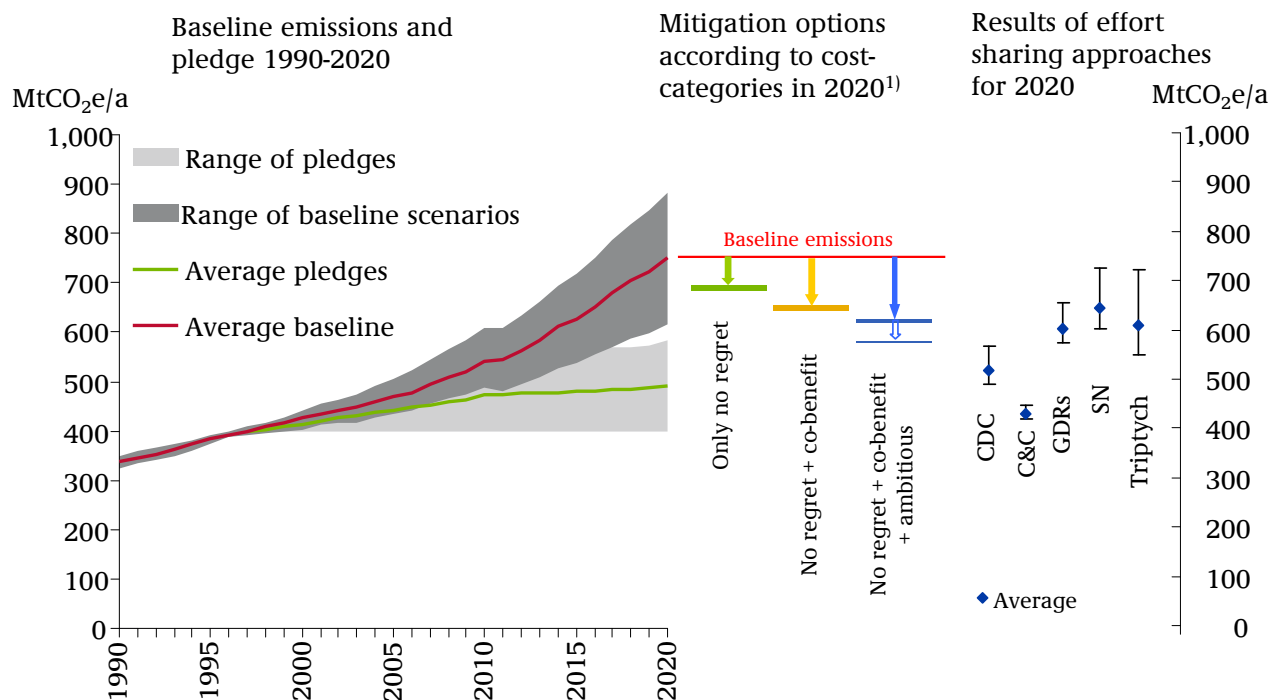 Baseline emissions and
pledge 1990-2020
Mitigation options
according to cost-
categories in 2020¹⁾
Results of effort
sharing approaches
for 2020
MtCO₂e/a
1,000
900
800
700
600
500
400
300
200
100
0
Range of pledges
Range of baseline scenarios
Average pledges
Average baseline
1990
1995
2000
2005
2010
2015
2020
Baseline emissions
Only no regret
No regret + co-benefit
No regret + co-benefit
+ ambitious
CDC
C&C
GDRs
SN
Triptych
Average
MtCO₂e/a
1,000
900
800
700
600
500
400
300
200
100
0